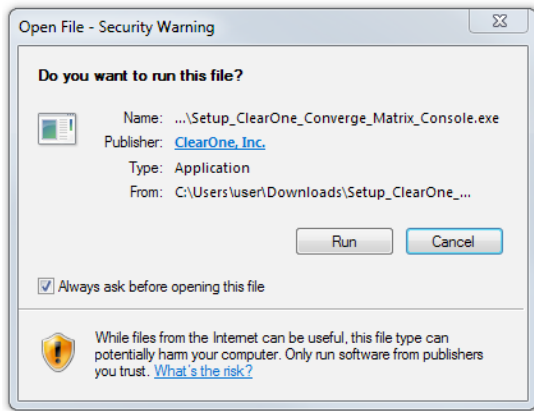 Open File - Security Warning
Do you want to run this file?
Name: ...\Setup_ClearOne_Converge_Matrix_Console.exe
Publisher: ClearOne, Inc.
Type: Application
From: C:\Users\user\Downloads\Setup_ClearOne_...
Run Cancel
Always ask before opening this file
While files from the Internet can be useful, this file type can
potentially harm your computer. Only run software from publishers
you trust. What's the risk?